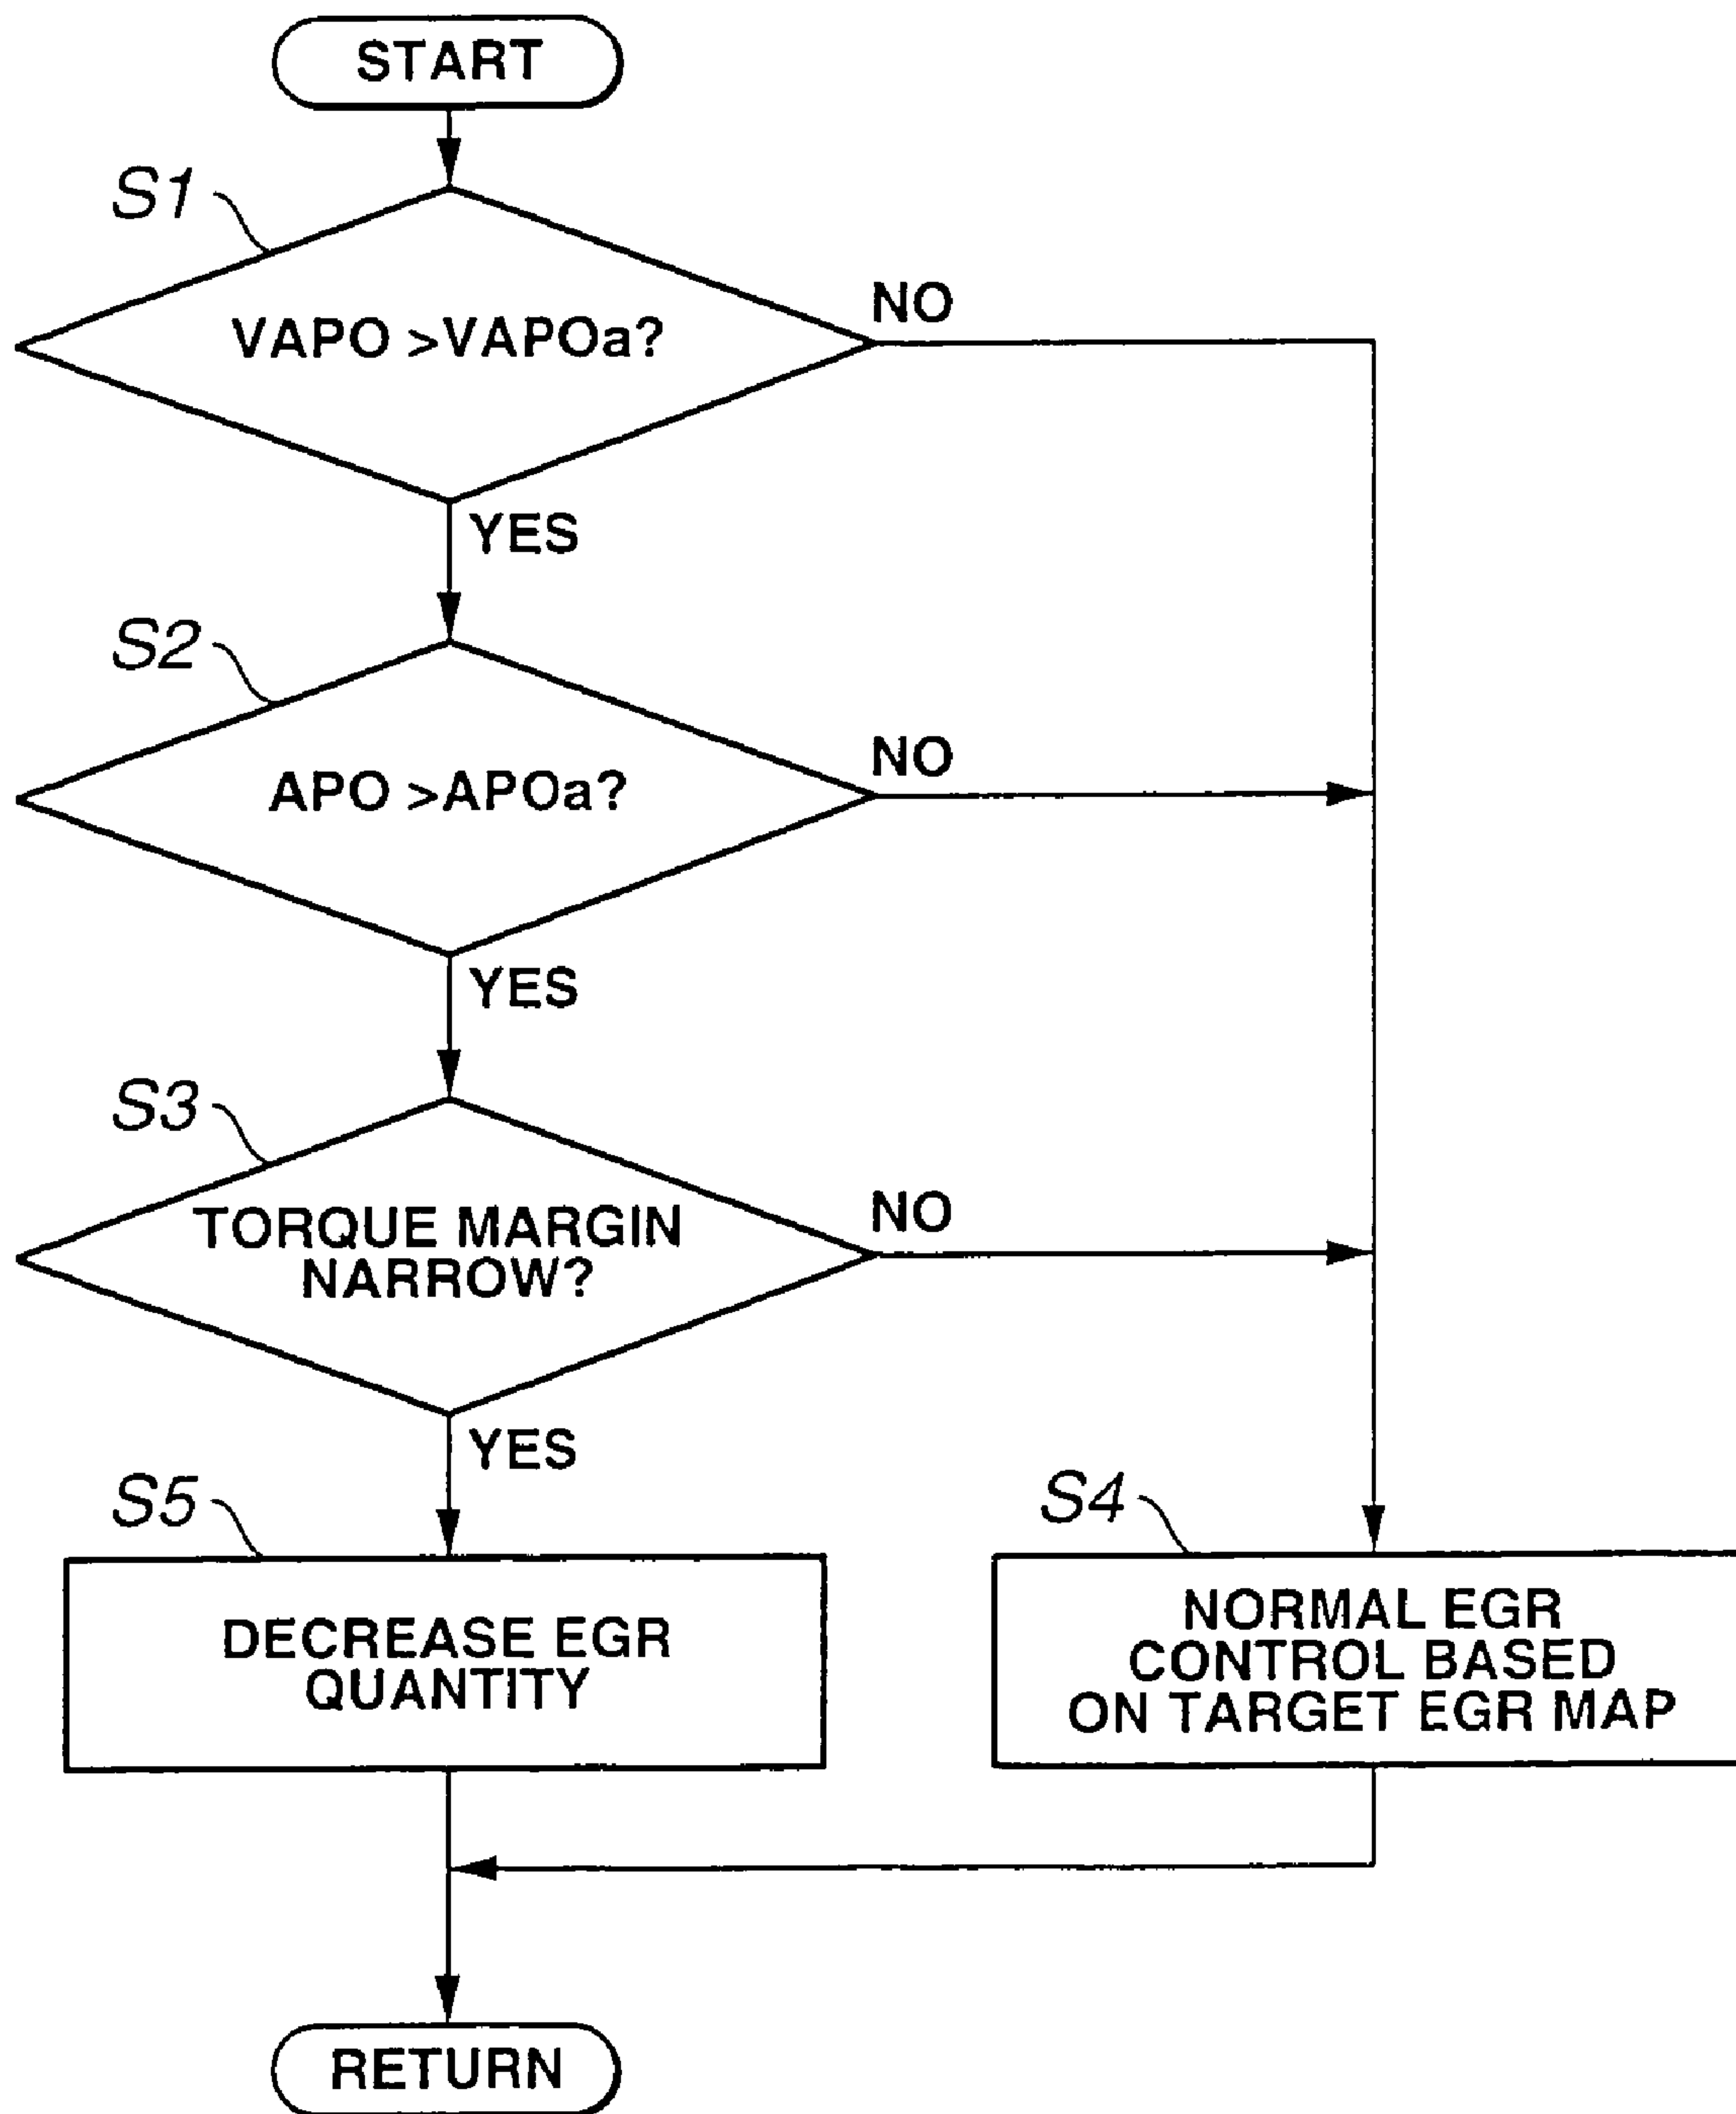 START
S1
VAPO >VAPOa?
NO
YES
S2
APO >APOa?
NO
YES
S3
TORQUE MARGIN
NARROW?
NO
YES
S5
DECREASE EGR
QUANTITY
S4
NORMAL EGR
CONTROL BASED
ON TARGET EGR MAP
RETURN